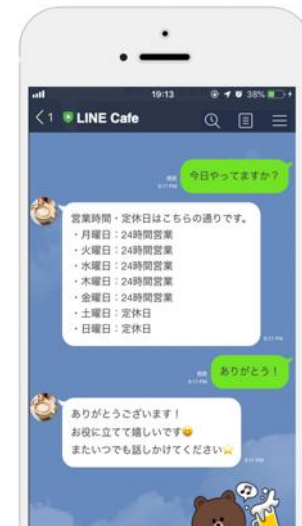 19:13
38%
1 LINE Cafe
今日やってますか？
営業時間・定休日はこちらの通りです。
・月曜日：24時間営業
・火曜日：24時間営業
・水曜日：24時間営業
・木曜日：24時間営業
・金曜日：24時間営業
・土曜日：定休日
・日曜日：定休日
ありがとう！
ありがとうございます！
お役に立てて嬉しいです😄
またいつでも話しかけてください⭐